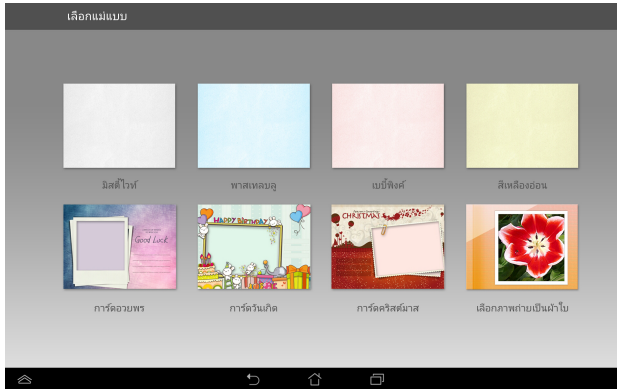 เลือกแม่แบบ
มิสตี้ไวท์
พาสเทลบลู
เบบี้พิงค์
สีเหลืองอ่อน
Good Luck
HAPPY BIRTHDAY
CHRISTMAS
การ์ดอวยพร
การ์ดวันเกิด
การ์ดคริสต์มาส
เลือกภาพถ่ายเป็นผ้าใบ